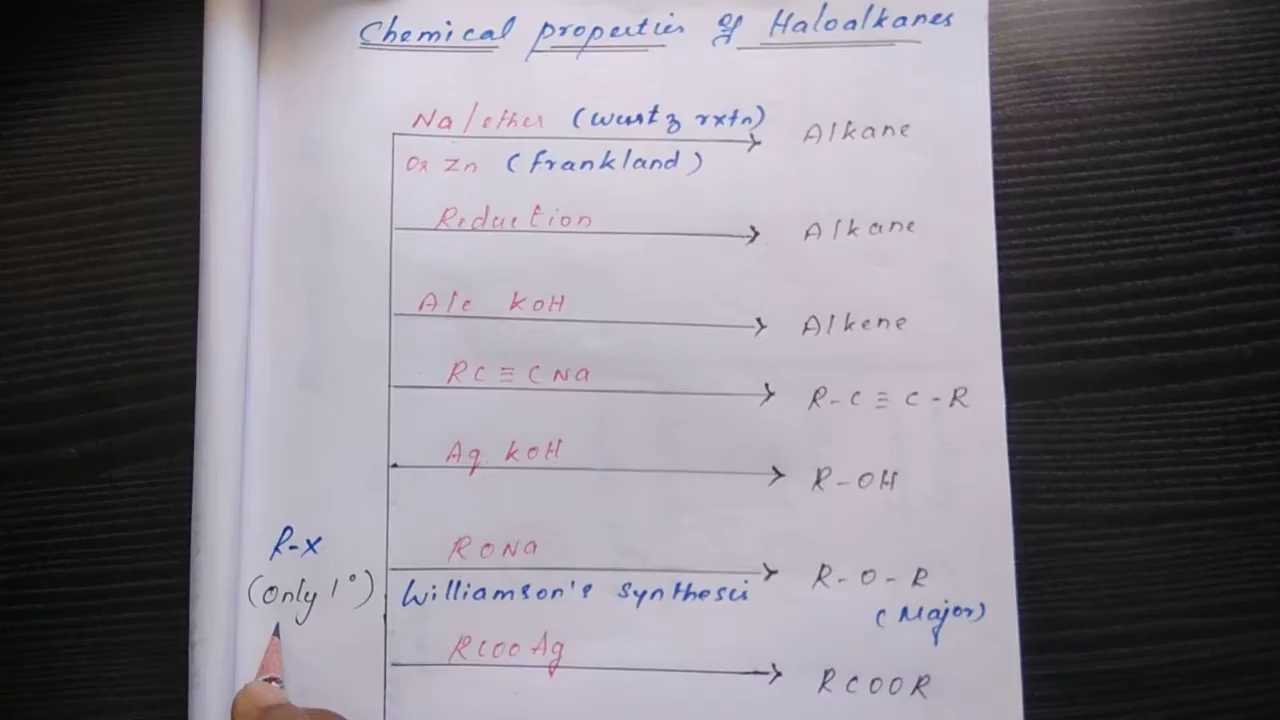 Chemical properties of Haloalkanes
Na/ether (wurtz rxtn)
Alkane
Or Zn (frankland)
Reduction
Alkane
Alc KOH
Alkene
RC≡CNa
R-C≡C-R
Aq. KOH
R-OH
R-X
(only 1°)
RONa
R-O-R
Williamson's Synthesis
(Major)
RCOOAg
RCOOR